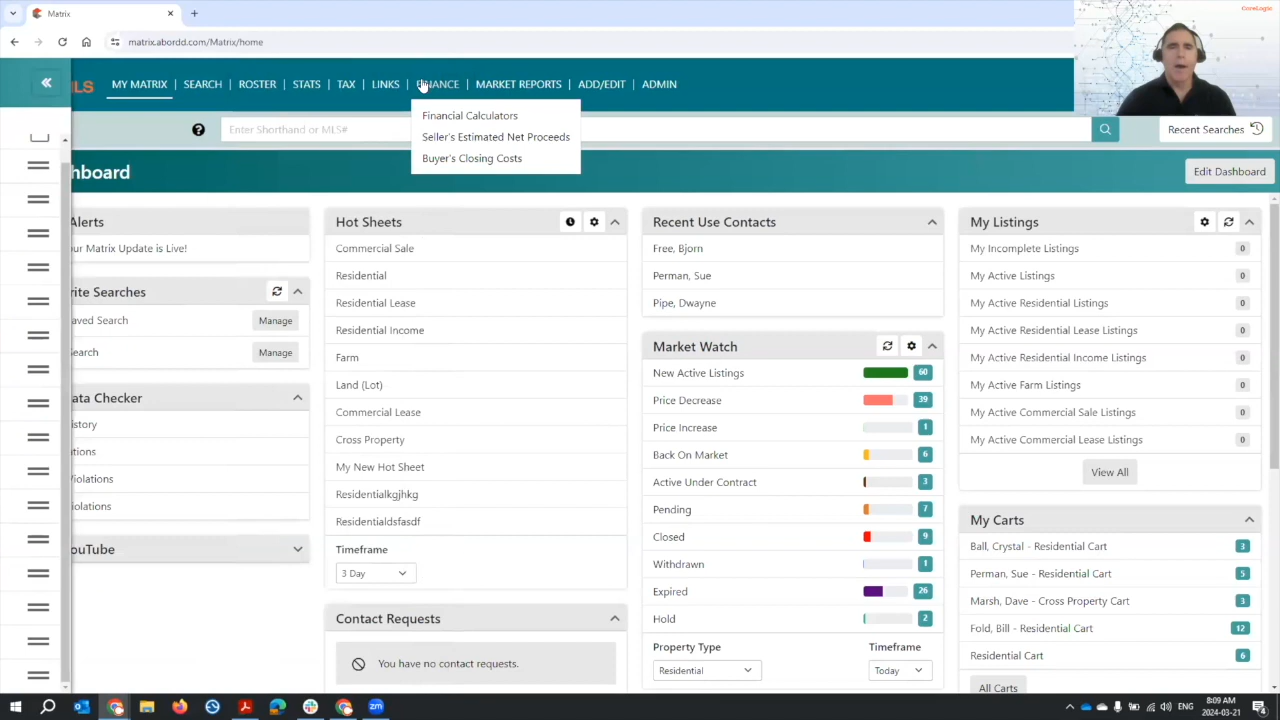 Matrix
CoreLogic
matrix.abordd.com/Matrix/home
MLS
MY MATRIX | SEARCH | ROSTER | STATS | TAX | LINKS | FINANCE | MARKET REPORTS | ADD/EDIT | ADMIN
Financial Calculators
Seller's Estimated Net Proceeds
Buyer's Closing Costs
Enter Shorthand or MLS#
Recent Searches
hboard
Edit Dashboard
Alerts
our Matrix Update is Live!
rite Searches
aved Search
Manage
earch
Manage
ata Checker
istory
tions
Violations
iolations
ouTube
Hot Sheets
Commercial Sale
Residential
Residential Lease
Residential Income
Farm
Land (Lot)
Commercial Lease
Cross Property
My New Hot Sheet
Residentialkgjhkg
Residentialdsfasdf
Timeframe
3 Day
Contact Requests
You have no contact requests.
Recent Use Contacts
Free, Bjorn
Perman, Sue
Pipe, Dwayne
Market Watch
New Active Listings 60
Price Decrease 39
Price Increase 1
Back On Market 6
Active Under Contract 3
Pending 7
Closed 9
Withdrawn 1
Expired 26
Hold 2
Property Type
Residential
Timeframe
Today
My Listings
My Incomplete Listings 0
My Active Listings 0
My Active Residential Listings 0
My Active Residential Lease Listings 0
My Active Residential Income Listings 0
My Active Farm Listings 0
My Active Commercial Sale Listings 0
My Active Commercial Lease Listings 0
View All
My Carts
Ball, Crystal - Residential Cart 3
Perman, Sue - Residential Cart 5
Marsh, Dave - Cross Property Cart 3
Fold, Bill - Residential Cart 12
Residential Cart 6
All Carts
zm
ENG
8:09 AM
2024-03-21
4